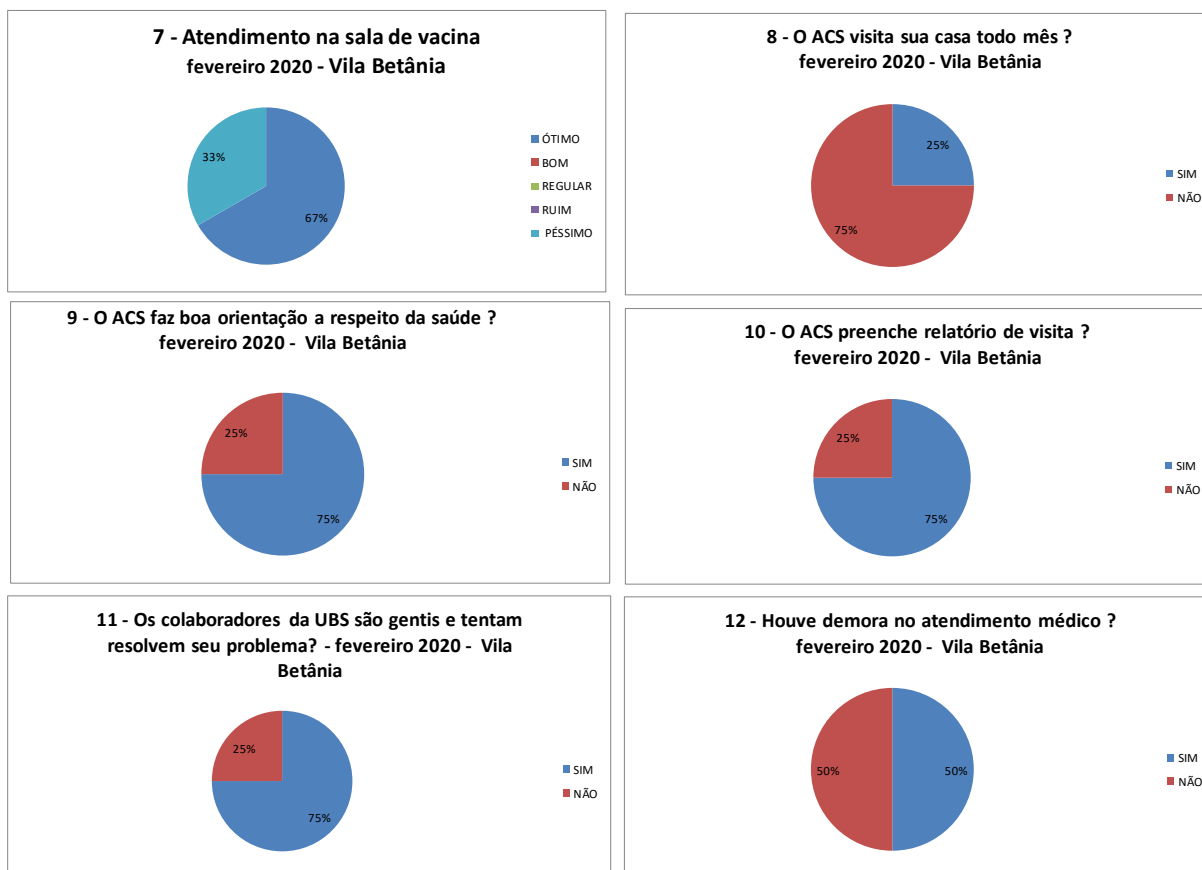 7 - Atendimento na sala de vacina
fevereiro 2020 - Vila Betânia
33%
67%
ÓTIMO
BOM
REGULAR
RUIM
PÉSSIMO
8 - O ACS visita sua casa todo mês ?
fevereiro 2020 - Vila Betânia
25%
75%
SIM
NÃO
9 - O ACS faz boa orientação a respeito da saúde ?
fevereiro 2020 - Vila Betânia
25%
75%
SIM
NÃO
10 - O ACS preenche relatório de visita ?
fevereiro 2020 - Vila Betânia
25%
75%
SIM
NÃO
11 - Os colaboradores da UBS são gentis e tentam
resolvem seu problema? - fevereiro 2020 - Vila
Betânia
25%
75%
SIM
NÃO
12 - Houve demora no atendimento médico ?
fevereiro 2020 - Vila Betânia
50%
50%
SIM
NÃO